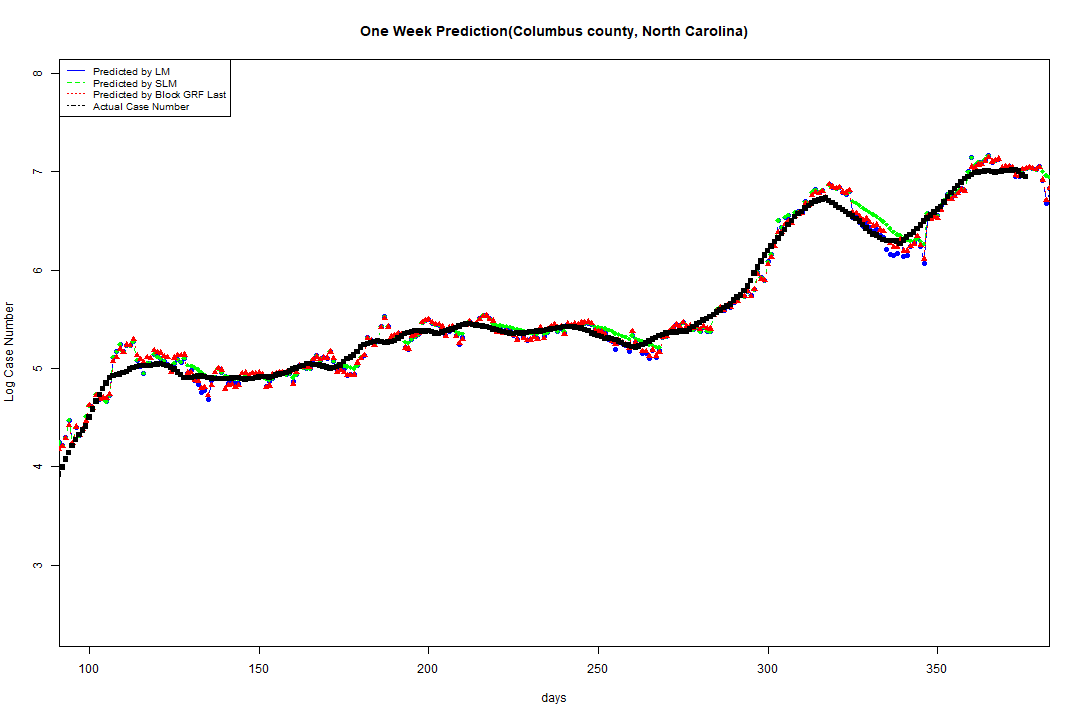 One Week Prediction(Columbus county, North Carolina)
Predicted by LM
Predicted by SLM
Predicted by Block GRF Last
Actual Case Number
8
7
6
5
4
3
Log Case Number
100 150 200 250 300 350
days